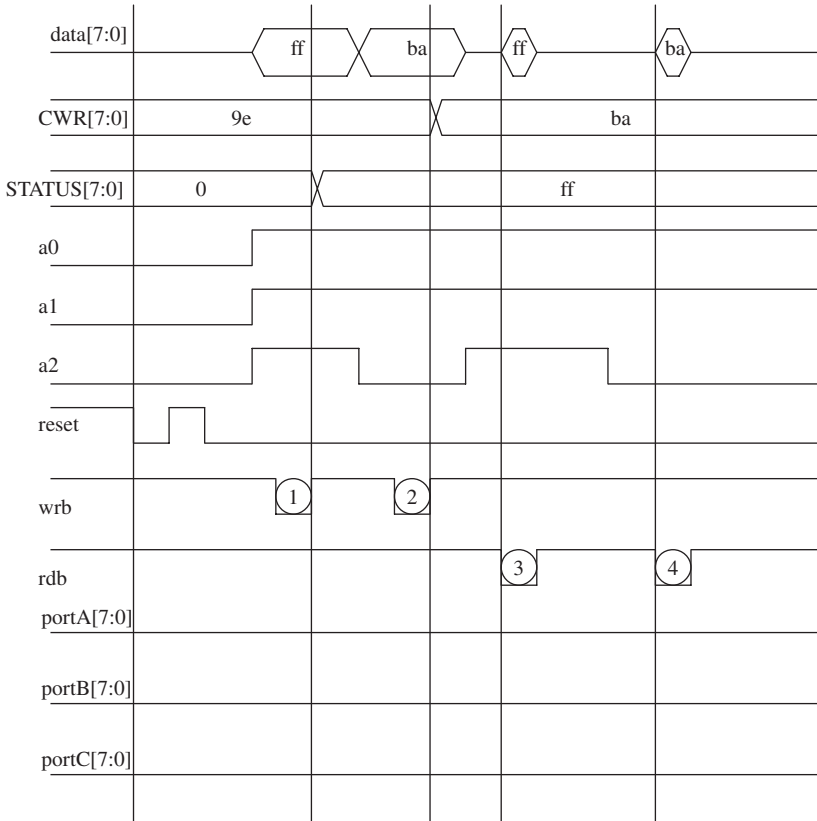 data[7:0] ff ba ff ba
CWR[7:0] 9e ba
STATUS[7:0] 0 ff
a0
a1
a2
reset
wrb 1 2
rdb 3 4
portA[7:0]
portB[7:0]
portC[7:0]